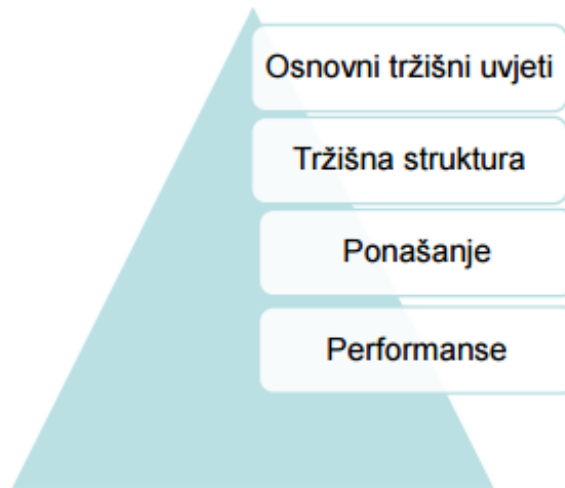 Osnovni tržišni uvjeti
Tržišna struktura
Ponašanje
Performanse